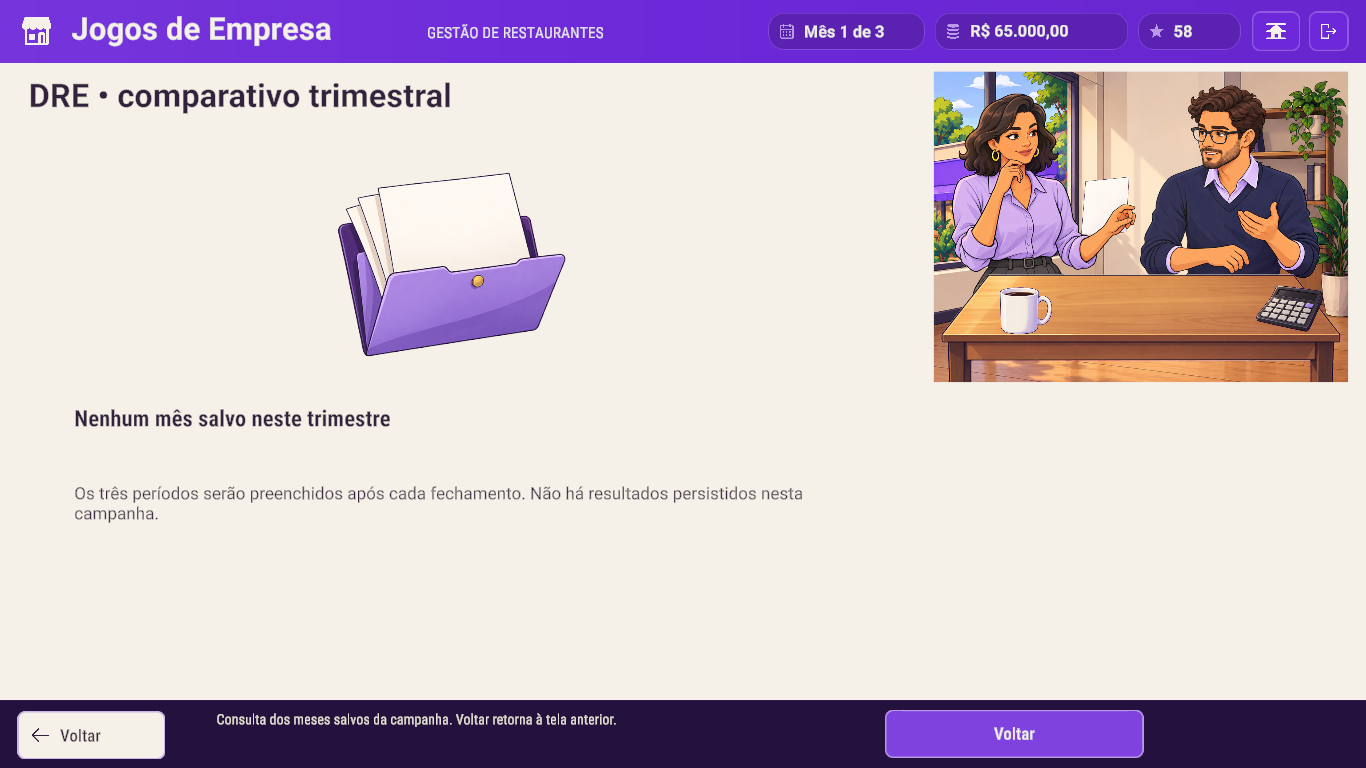 Jogos de Empresa
GESTÃO DE RESTAURANTES
Mês 1 de 3
R$ 65.000,00
58
DRE • comparativo trimestral
Nenhum mês salvo neste trimestre
Os três períodos serão preenchidos após cada fechamento. Não há resultados persistidos nesta
campanha.
Voltar
Consulta dos meses salvos da campanha. Voltar retorna à tela anterior.
Voltar